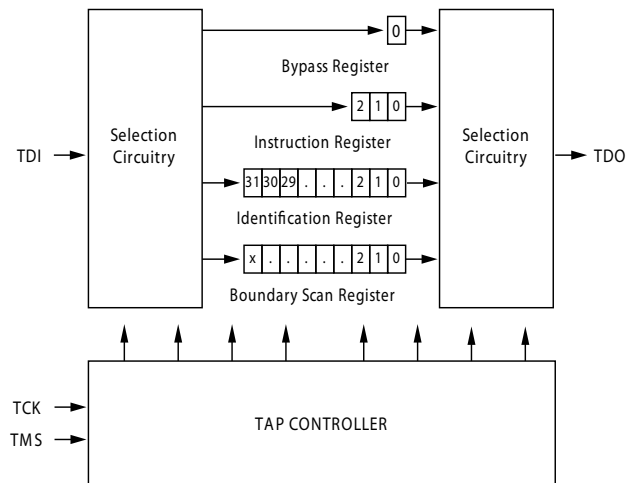 0
Bypass Register
2 1 0
Selection
Circuitry
Selection
Circuitry
TDI
TDO
Instruction Register
31 30 29 . . . 2 1 0
Identification Register
x . . . . . 2 1 0
Boundary Scan Register
TCK
TMS
TAP CONTROLLER